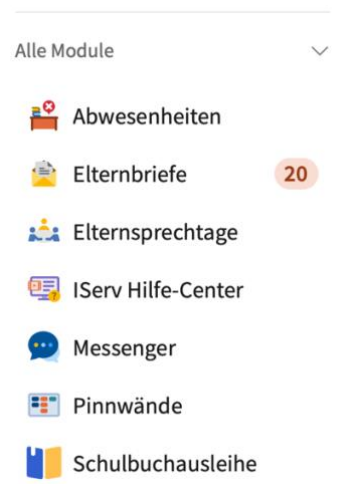 Alle Module
Abwesenheiten
Elternbriefe 20
Elternsprechtage
IServ Hilfe-Center
Messenger
Pinnwände
Schulbuchausleihe